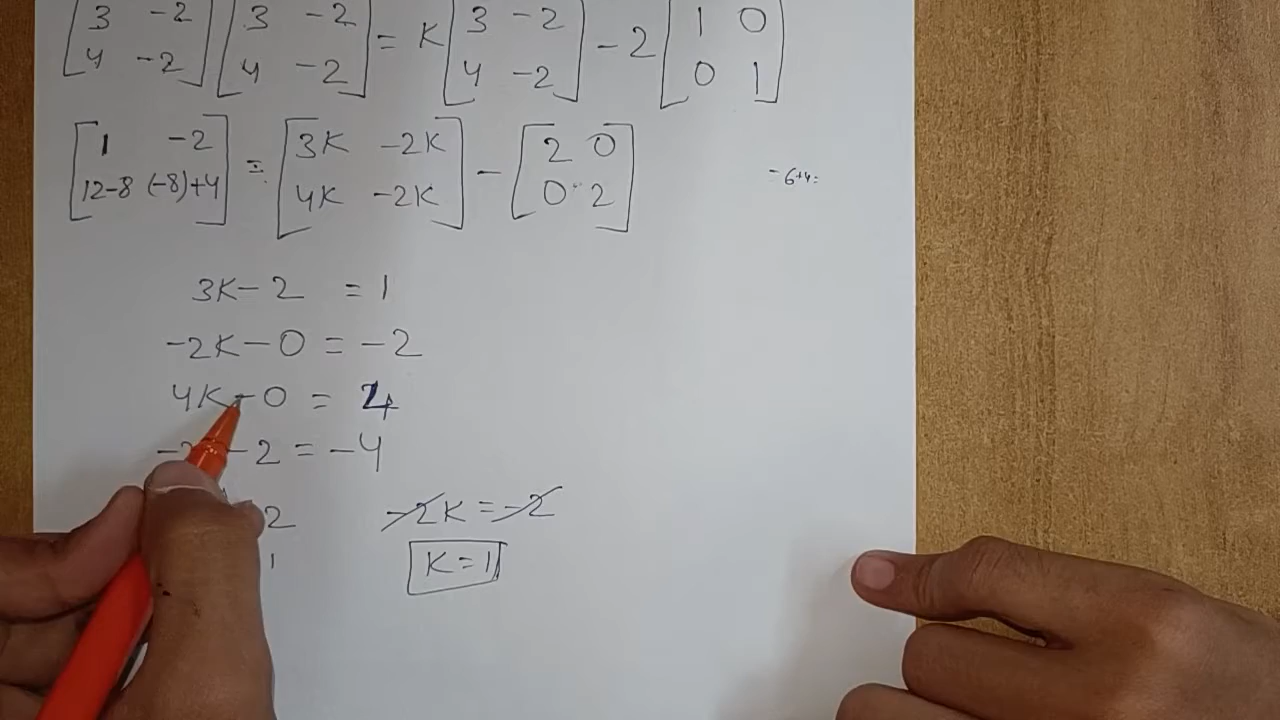 [3 -2 [3 -2 = K [3 -2 - 2 [1 0
4 -2] 4 -2] 4 -2] 0 1]
[1 -2 = [3K -2K - [2 0
12-8 (-8)+4] 4K -2K] 0 2] -6+4=
3K-2 = 1
-2K-0 = -2
4K-0 = 4
-2 = -4
2 -2K = -2
1 K = 1